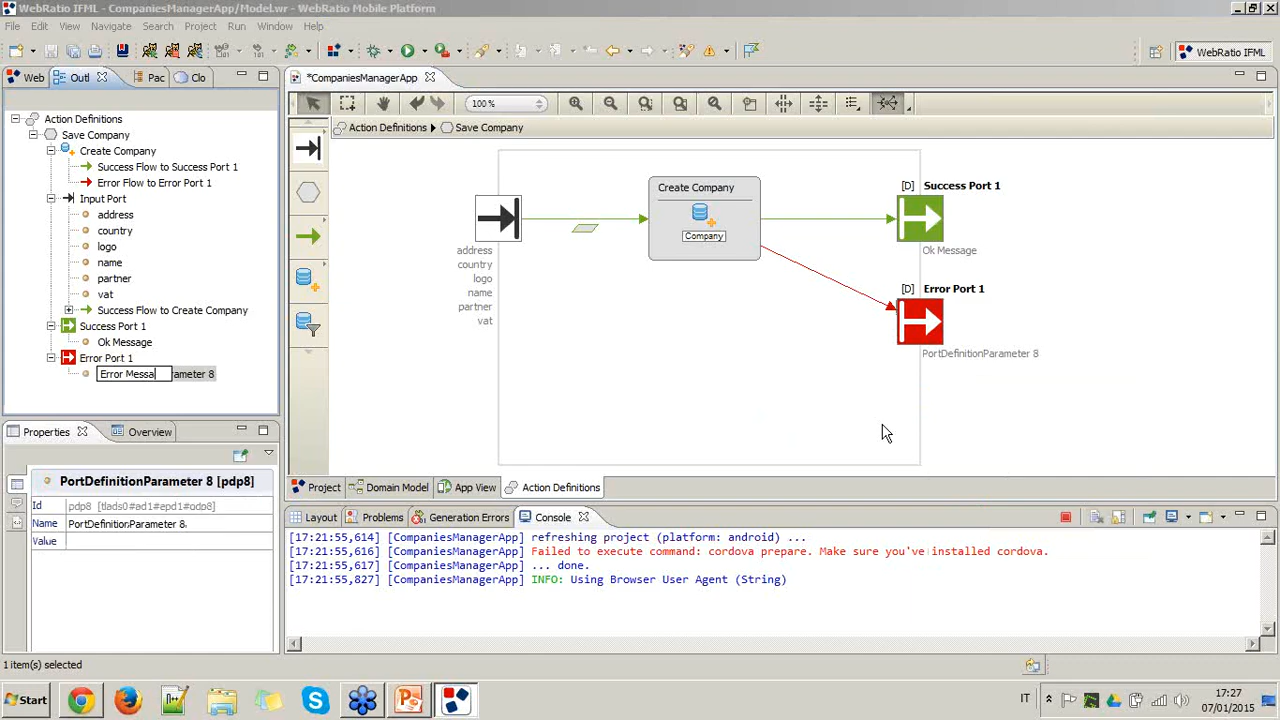 WebRatio IFML - CompaniesManagerApp/Model.wr - WebRatio Mobile Platform
File Edit View Navigate Search Project Run Window Help
100 %
WebRatio IFML
Web Outl Pac Clo
*CompaniesManagerApp
Action Definitions Save Company
Action Definitions
Save Company
Create Company
Success Flow to Success Port 1
Error Flow to Error Port 1
Input Port
address
country
logo
name
partner
vat
Success Flow to Create Company
Success Port 1
Ok Message
Error Port 1
Error Messa rameter 8
Create Company
Company
address
country
logo
name
partner
vat
[D] Success Port 1
Ok Message
[D] Error Port 1
PortDefinitionParameter 8
Properties Overview
PortDefinitionParameter 8 [pdp8]
Id pdp8 [tlads0#ad1#epd1#pdp8]
Name PortDefinitionParameter 8
Value
Project Domain Model App View Action Definitions
Layout Problems Generation Errors Console
[17:21:55,614] [CompaniesManagerApp] refreshing project (platform: android) ...
[17:21:55,616] [CompaniesManagerApp] Failed to execute command: cordova prepare. Make sure you've installed cordova.
[17:21:55,617] [CompaniesManagerApp] ... done.
[17:21:55,827] [CompaniesManagerApp] INFO: Using Browser User Agent (String)
1 item(s) selected
Start
IT
17:27
07/01/2015